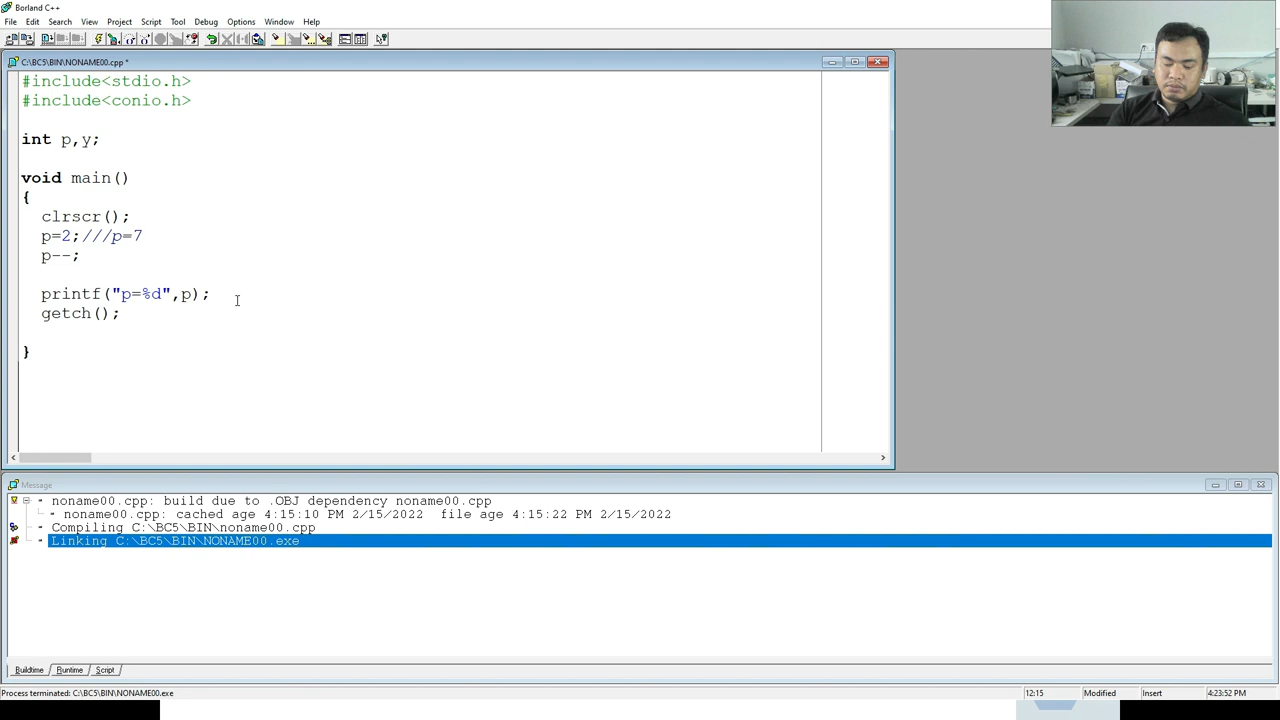 Borland C++
File Edit Search View Project Script Tool Debug Options Window Help
C:\BC5\BIN\NONAME00.cpp *
#include<stdio.h>
#include<conio.h>
int p,y;
void main()
{
clrscr();
p=2;///p=7
p--;
printf("p=%d",p);
getch();
}
Message
noname00.cpp: build due to .OBJ dependency noname00.cpp
noname00.cpp: cached age 4:15:10 PM 2/15/2022 file age 4:15:22 PM 2/15/2022
Compiling C:\BC5\BIN\noname00.cpp
Linking C:\BC5\BIN\NONAME00.exe
Buildtime Runtime Script
Process terminated: C:\BC5\BIN\NONAME00.exe 12:15 Modified Insert 4:23:52 PM